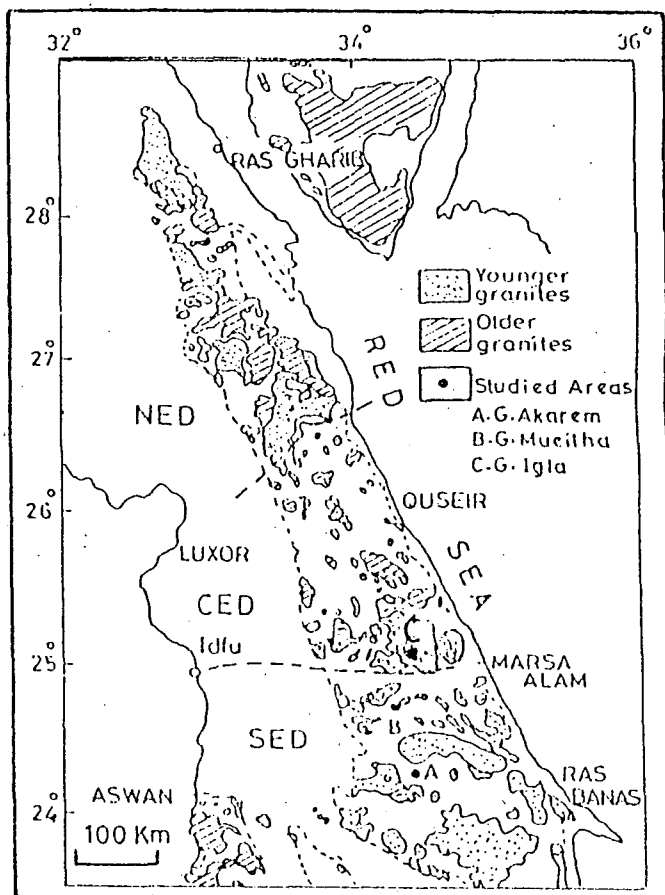 32° 34° 36°
RAS GHARIB
28°
Younger
granites
Older
granites
27°
RED
Studied Areas
NED
A.G. Akarem
B.G. Mueitha
C.G. Igla
26°
QUSEIR
LUXOR
SEA
CED
C
Idfu
25°
MARSA
ALAM
B
SED
A
RAS
BANAS
24°
ASWAN
100 Km